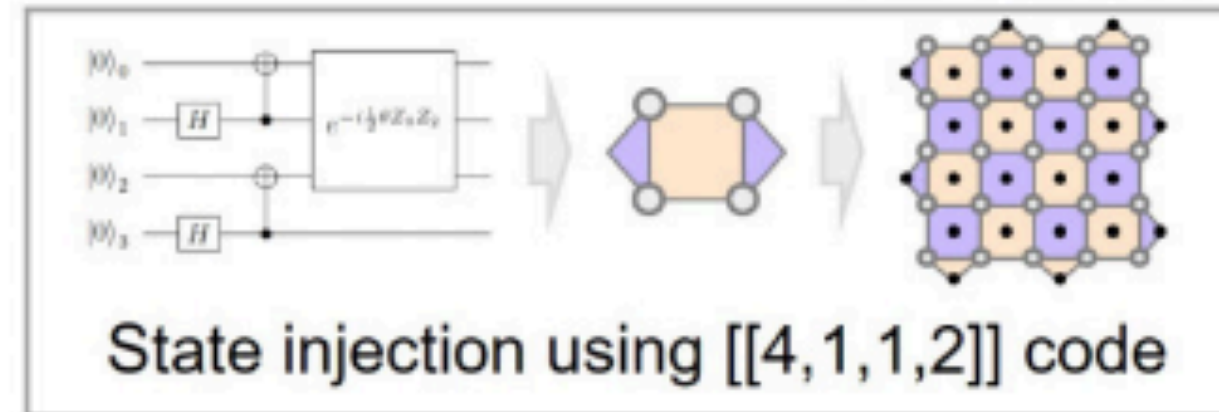 |0⟩₀
|0⟩₁ H
|0⟩₂
|0⟩₃ H
State injection using [[4,1,1,2]] code